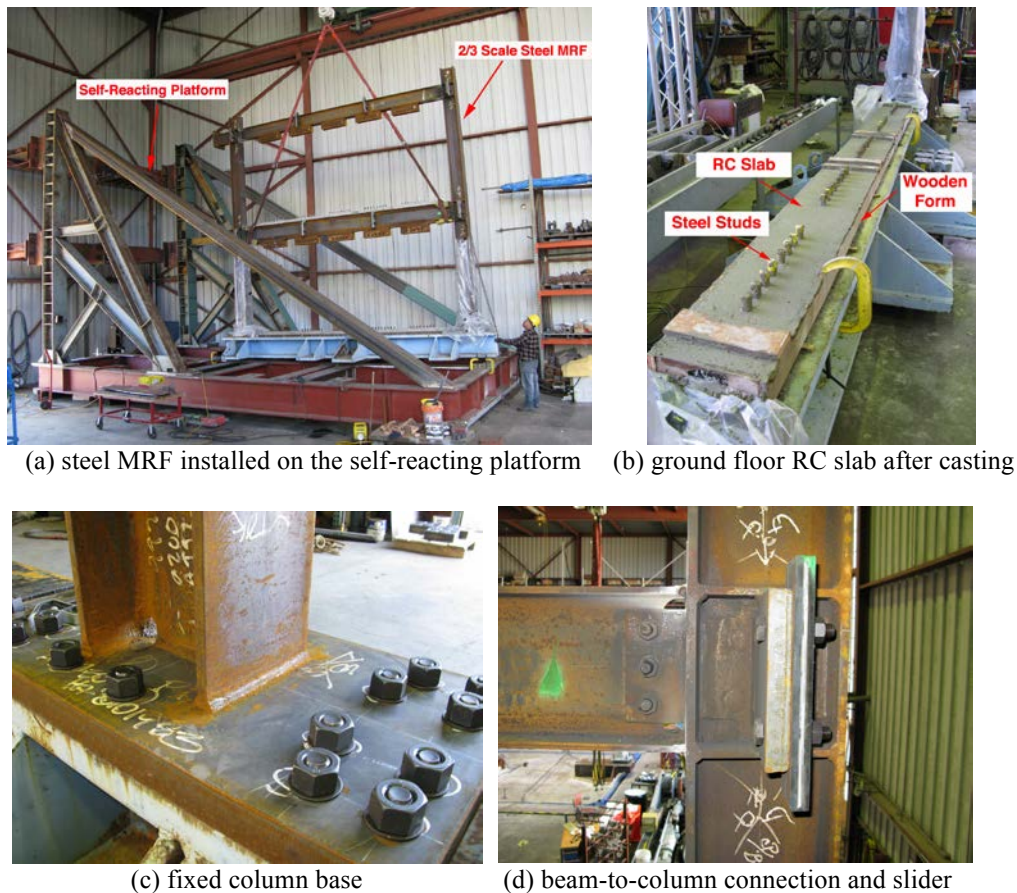 Self-Reacting Platform
2/3 Scale Steel MRF
RC Slab
Wooden
Form
Steel Studs
(a) steel MRF installed on the self-reacting platform
(b) ground floor RC slab after casting
(c) fixed column base
(d) beam-to-column connection and slider